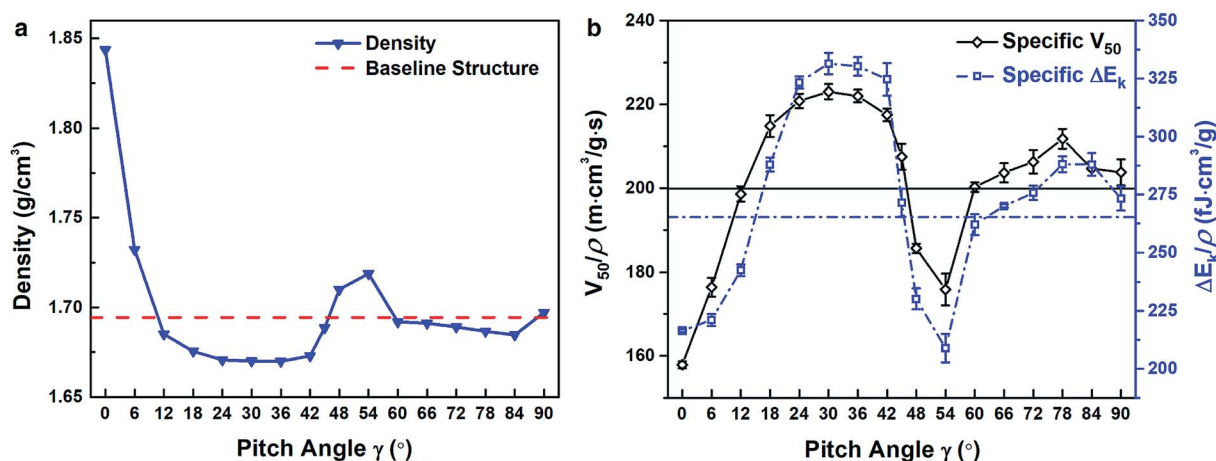 a
Density (g/cm³)
1.85
1.80
1.75
1.70
1.65
Density
Baseline Structure
0 6 12 18 24 30 36 42 48 54 60 66 72 78 84 90
Pitch Angle γ (°)
b
V₅₀/ρ (m·cm³/g·s)
240
220
200
180
160
Specific V₅₀
Specific ΔEₖ
350
325
300
275
250
225
200
ΔEₖ/ρ (fJ·cm³/g)
0 6 12 18 24 30 36 42 48 54 60 66 72 78 84 90
Pitch Angle γ (°)